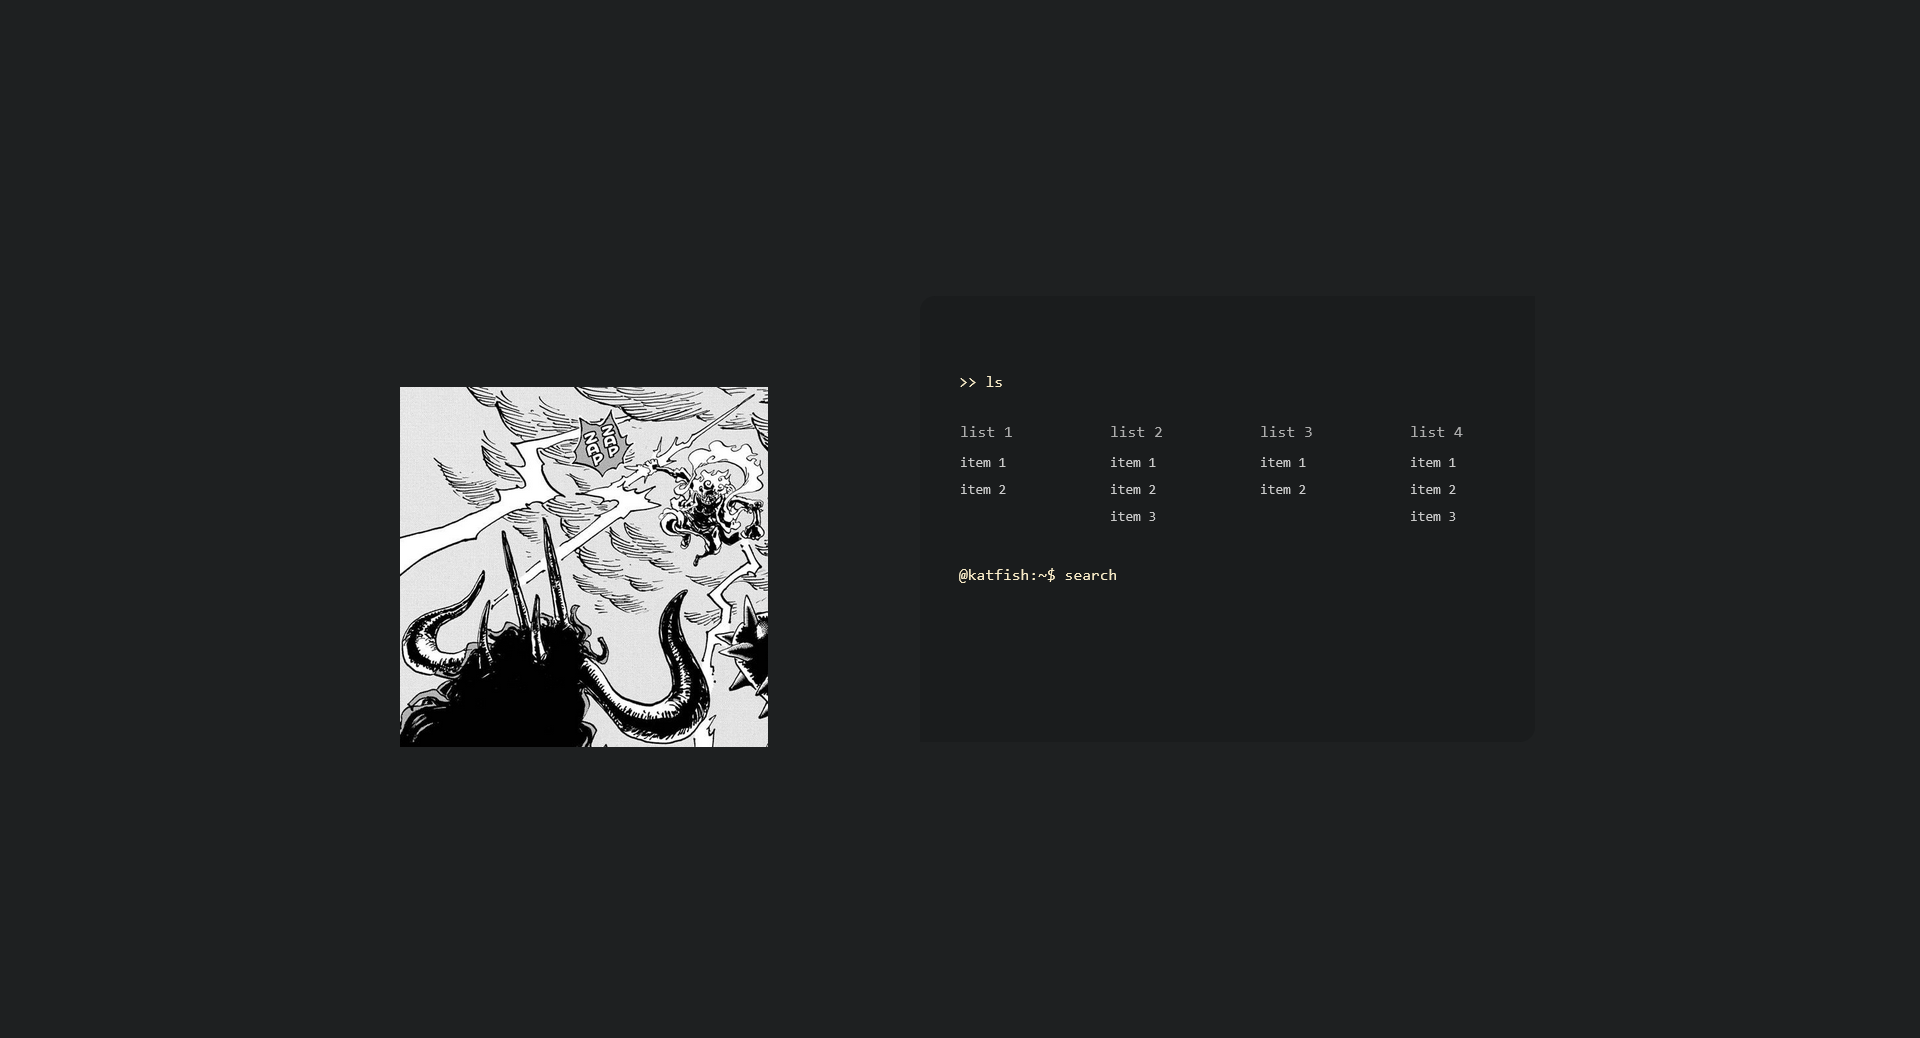 ZAP ZAP
>> ls
list 1 list 2 list 3 list 4
item 1 item 1 item 1 item 1
item 2 item 2 item 2 item 2
item 3 item 3
@katfish:~$ search